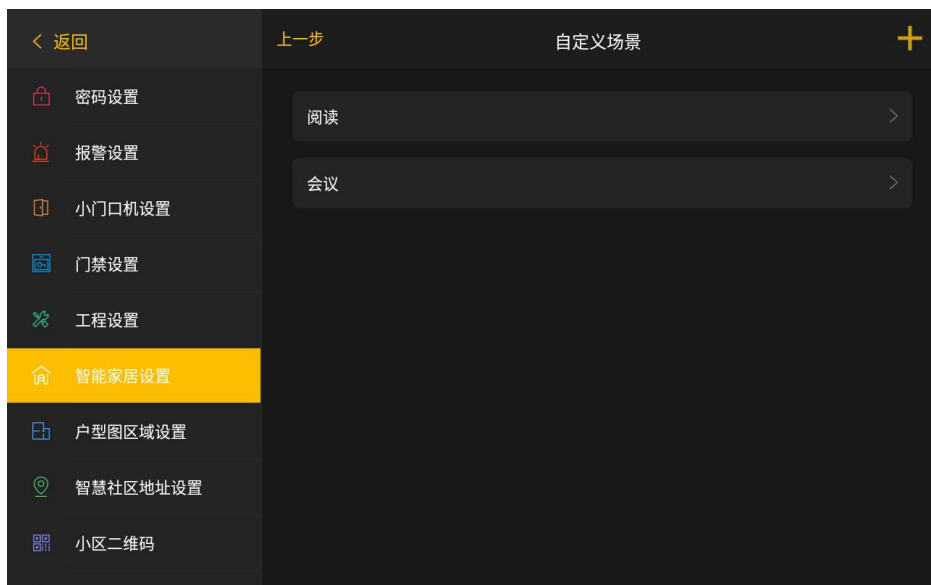 返回
上一步
自定义场景
密码设置
报警设置
小门口机设置
门禁设置
工程设置
智能家居设置
户型图区域设置
智慧社区地址设置
小区二维码
阅读
会议